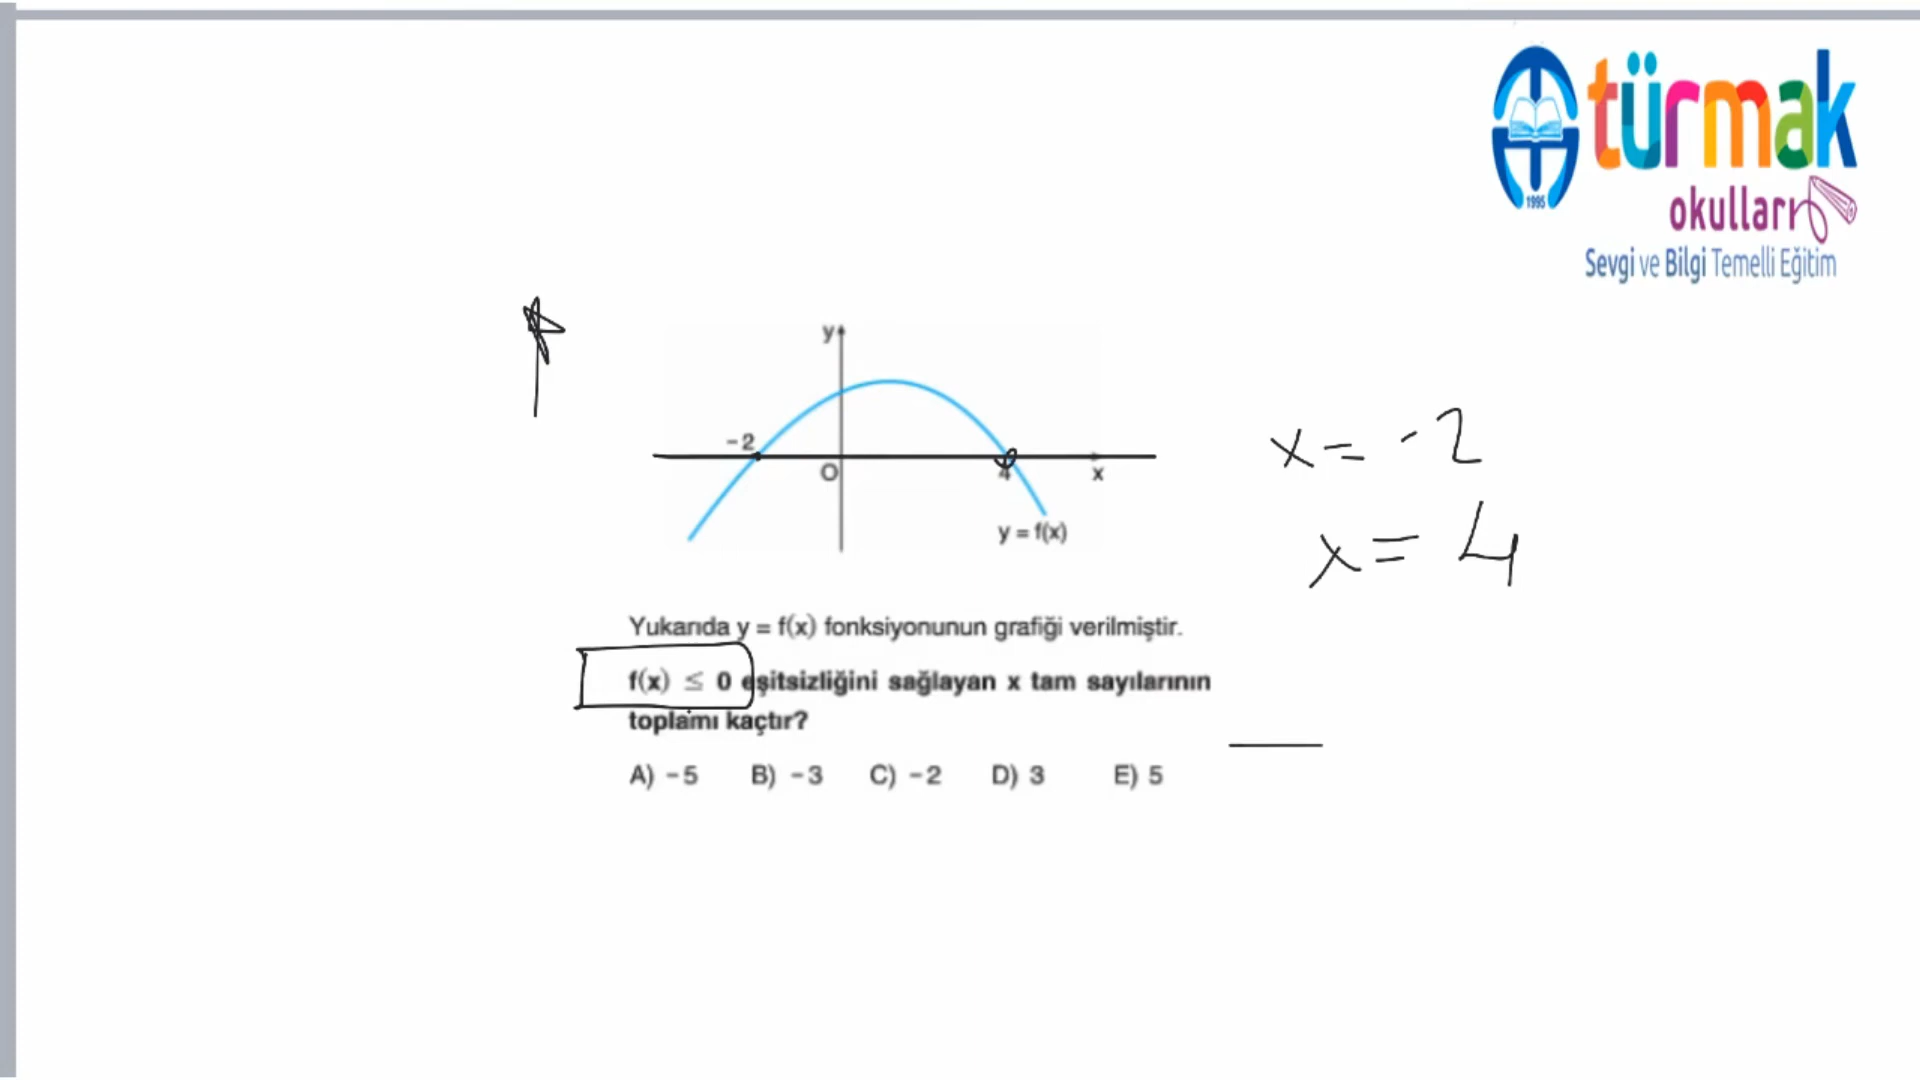 türmak
okulları
1995
Sevgi ve Bilgi Temelli Eğitim
y
-2
O
4
x
y = f(x)
x = -2
x = 4
Yukarıda y = f(x) fonksiyonunun grafiği verilmiştir.
f(x) ≤ 0 eşitsizliğini sağlayan x tam sayılarının
toplamı kaçtır?
A) -5 B) -3 C) -2 D) 3 E) 5